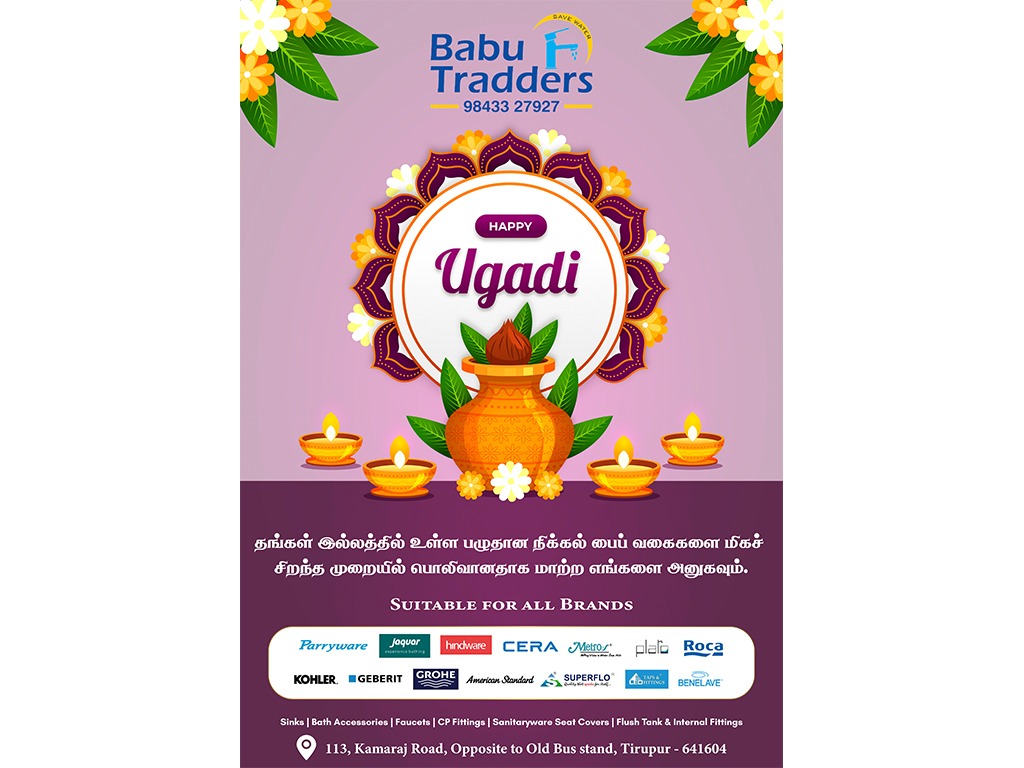 SAVE WATER
Babu
Tradders
98433 27927
HAPPY
Ugadi
தங்கள் இல்லத்தில் உள்ள பழுதான நிக்கல் பைப் வகைகளை மிகச்
சிறந்த முறையில் பொலிவானதாக மாற்ற எங்களை அனுகவும்.
SUITABLE FOR ALL BRANDS
Parryware jaquar hindware CERA Metros plato Roca
experience bathing
KOHLER. GEBERIT GROHE American Standard SUPERFLO TAPS & FITTINGS BENELAVE
Sinks | Bath Accessories | Faucets | CP Fittings | Sanitaryware Seat Covers | Flush Tank & Internal Fittings
113, Kamaraj Road, Opposite to Old Bus stand, Tirupur - 641604